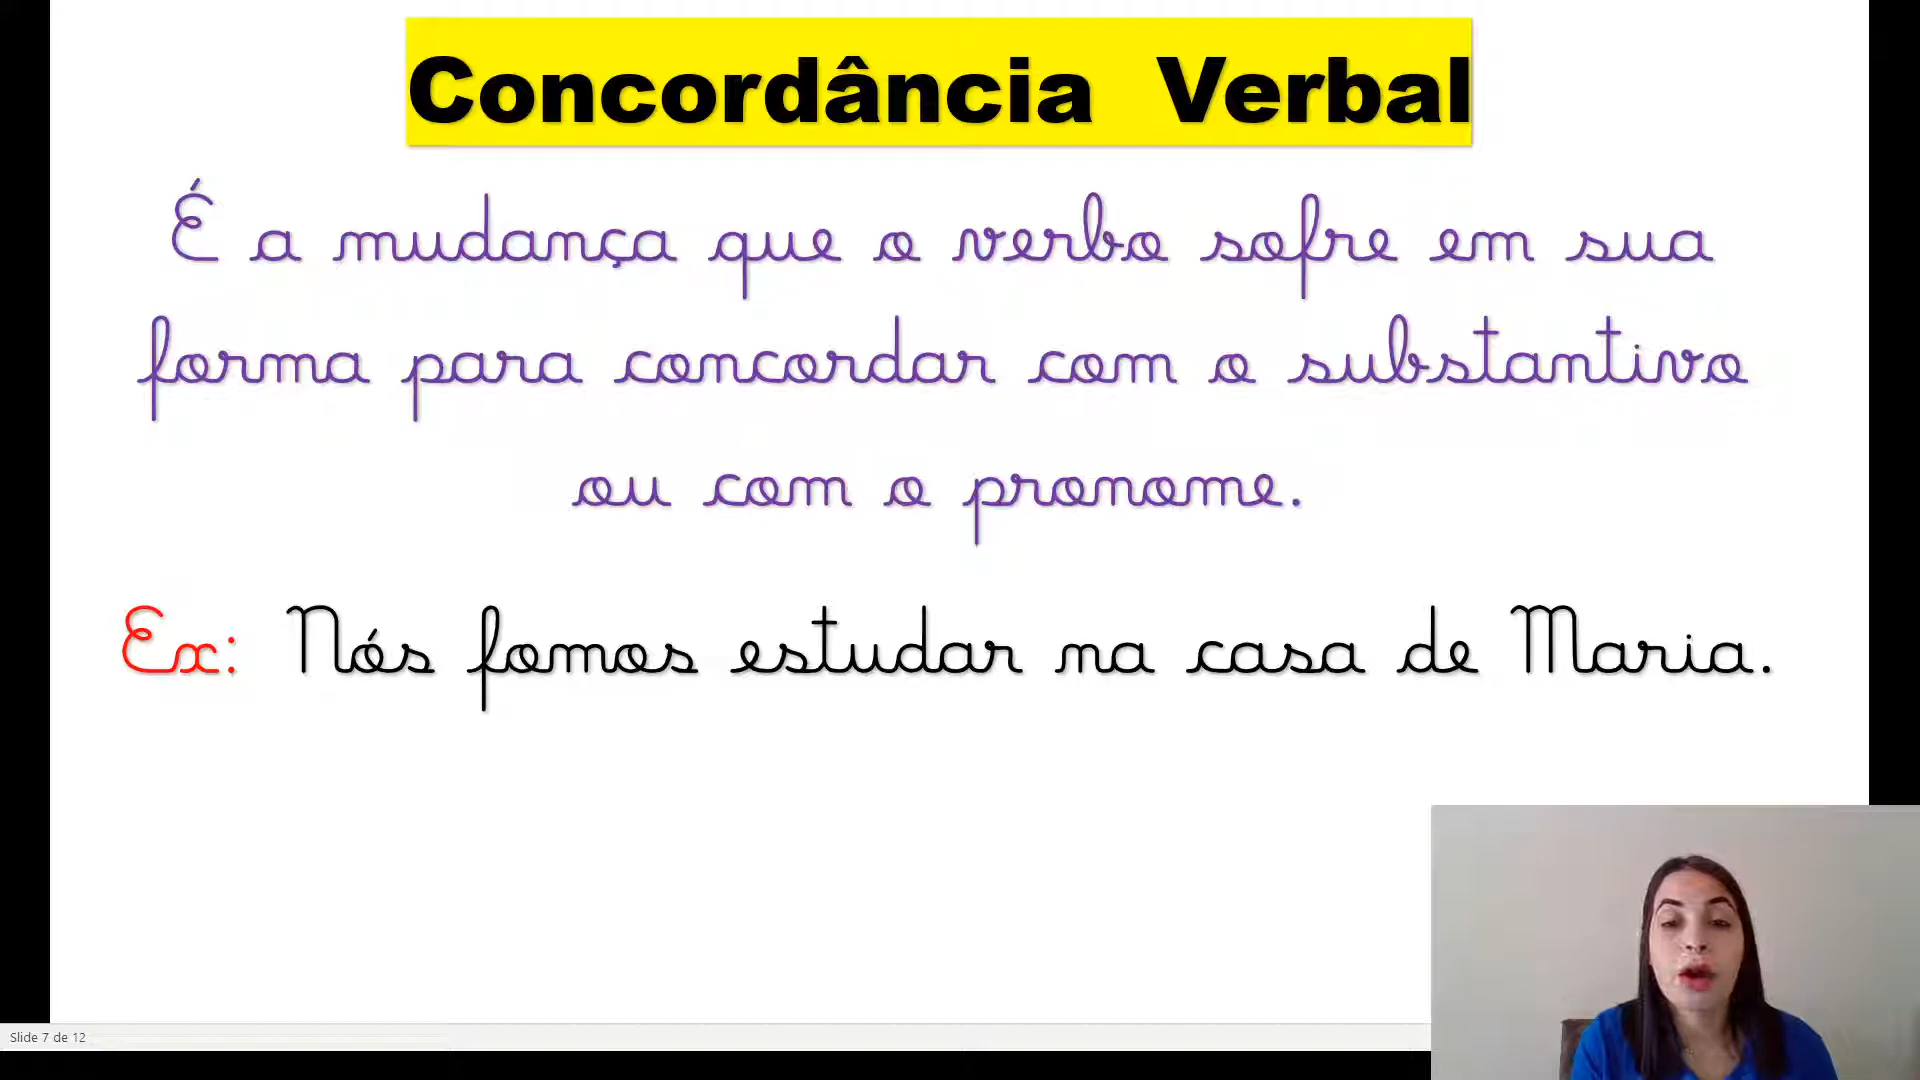 Concordância Verbal
É a mudança que o verbo sofre em sua
forma para concordar com o substantivo
ou com o pronome.
Ex: Nós fomos estudar na casa de Maria.
Slide 7 de 12